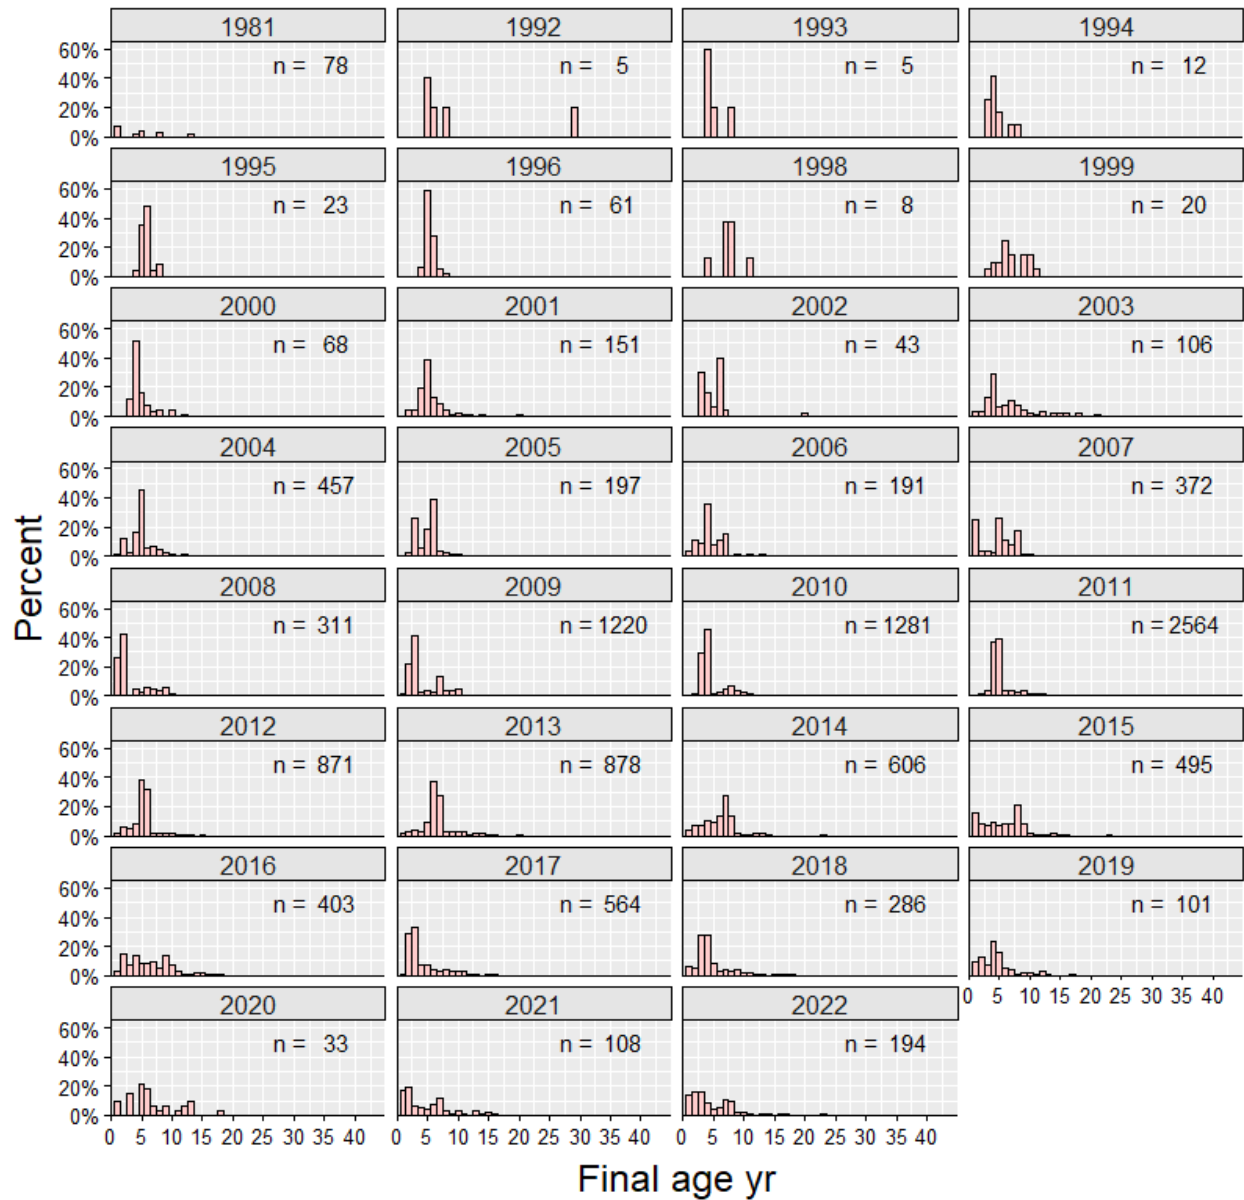 1981 1992 1993 1994
60% n = 78 n = 5 n = 5 n = 12
40%
20%
0%
1995 1996 1998 1999
60% n = 23 n = 61 n = 8 n = 20
40%
20%
0%
2000 2001 2002 2003
60% n = 68 n = 151 n = 43 n = 106
40%
20%
0%
2004 2005 2006 2007
60% n = 457 n = 197 n = 191 n = 372
40%
20%
0%
Percent
2008 2009 2010 2011
60% n = 311 n = 1220 n = 1281 n = 2564
40%
20%
0%
2012 2013 2014 2015
60% n = 871 n = 878 n = 606 n = 495
40%
20%
0%
2016 2017 2018 2019
60% n = 403 n = 564 n = 286 n = 101
40%
20%
0%
0 5 10 15 20 25 30 35 40
2020 2021 2022
60% n = 33 n = 108 n = 194
40%
20%
0%
0 5 10 15 20 25 30 35 40 0 5 10 15 20 25 30 35 40 0 5 10 15 20 25 30 35 40
Final age yr